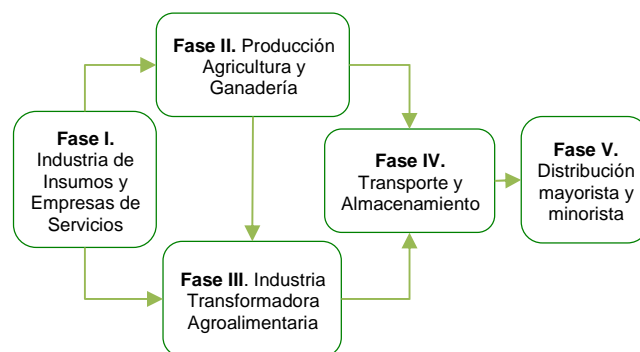 Fase II. Producción
Agricultura y
Ganadería
Fase I.
Industria de
Insumos y
Empresas de
Servicios
Fase III. Industria
Transformadora
Agroalimentaria
Fase IV.
Transporte y
Almacenamiento
Fase V.
Distribución
mayorista y
minorista